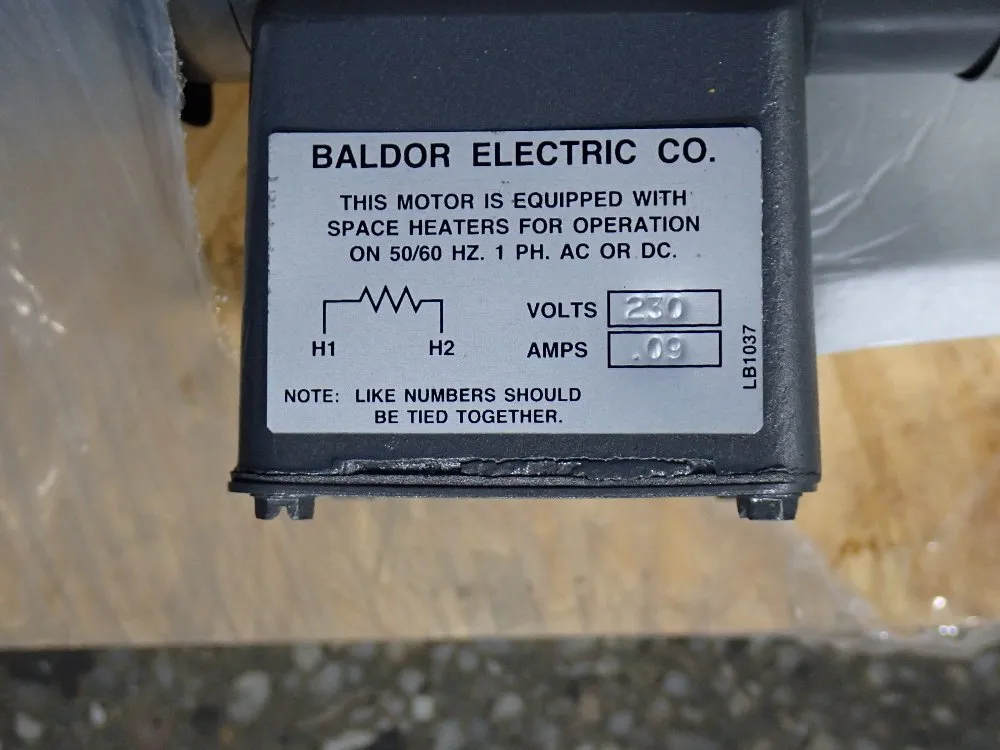 BALDOR ELECTRIC CO.
THIS MOTOR IS EQUIPPED WITH
SPACE HEATERS FOR OPERATION
ON 50/60 HZ. 1 PH. AC OR DC.
H1 H2
VOLTS 230
AMPS .09
LB1037
NOTE: LIKE NUMBERS SHOULD
BE TIED TOGETHER.